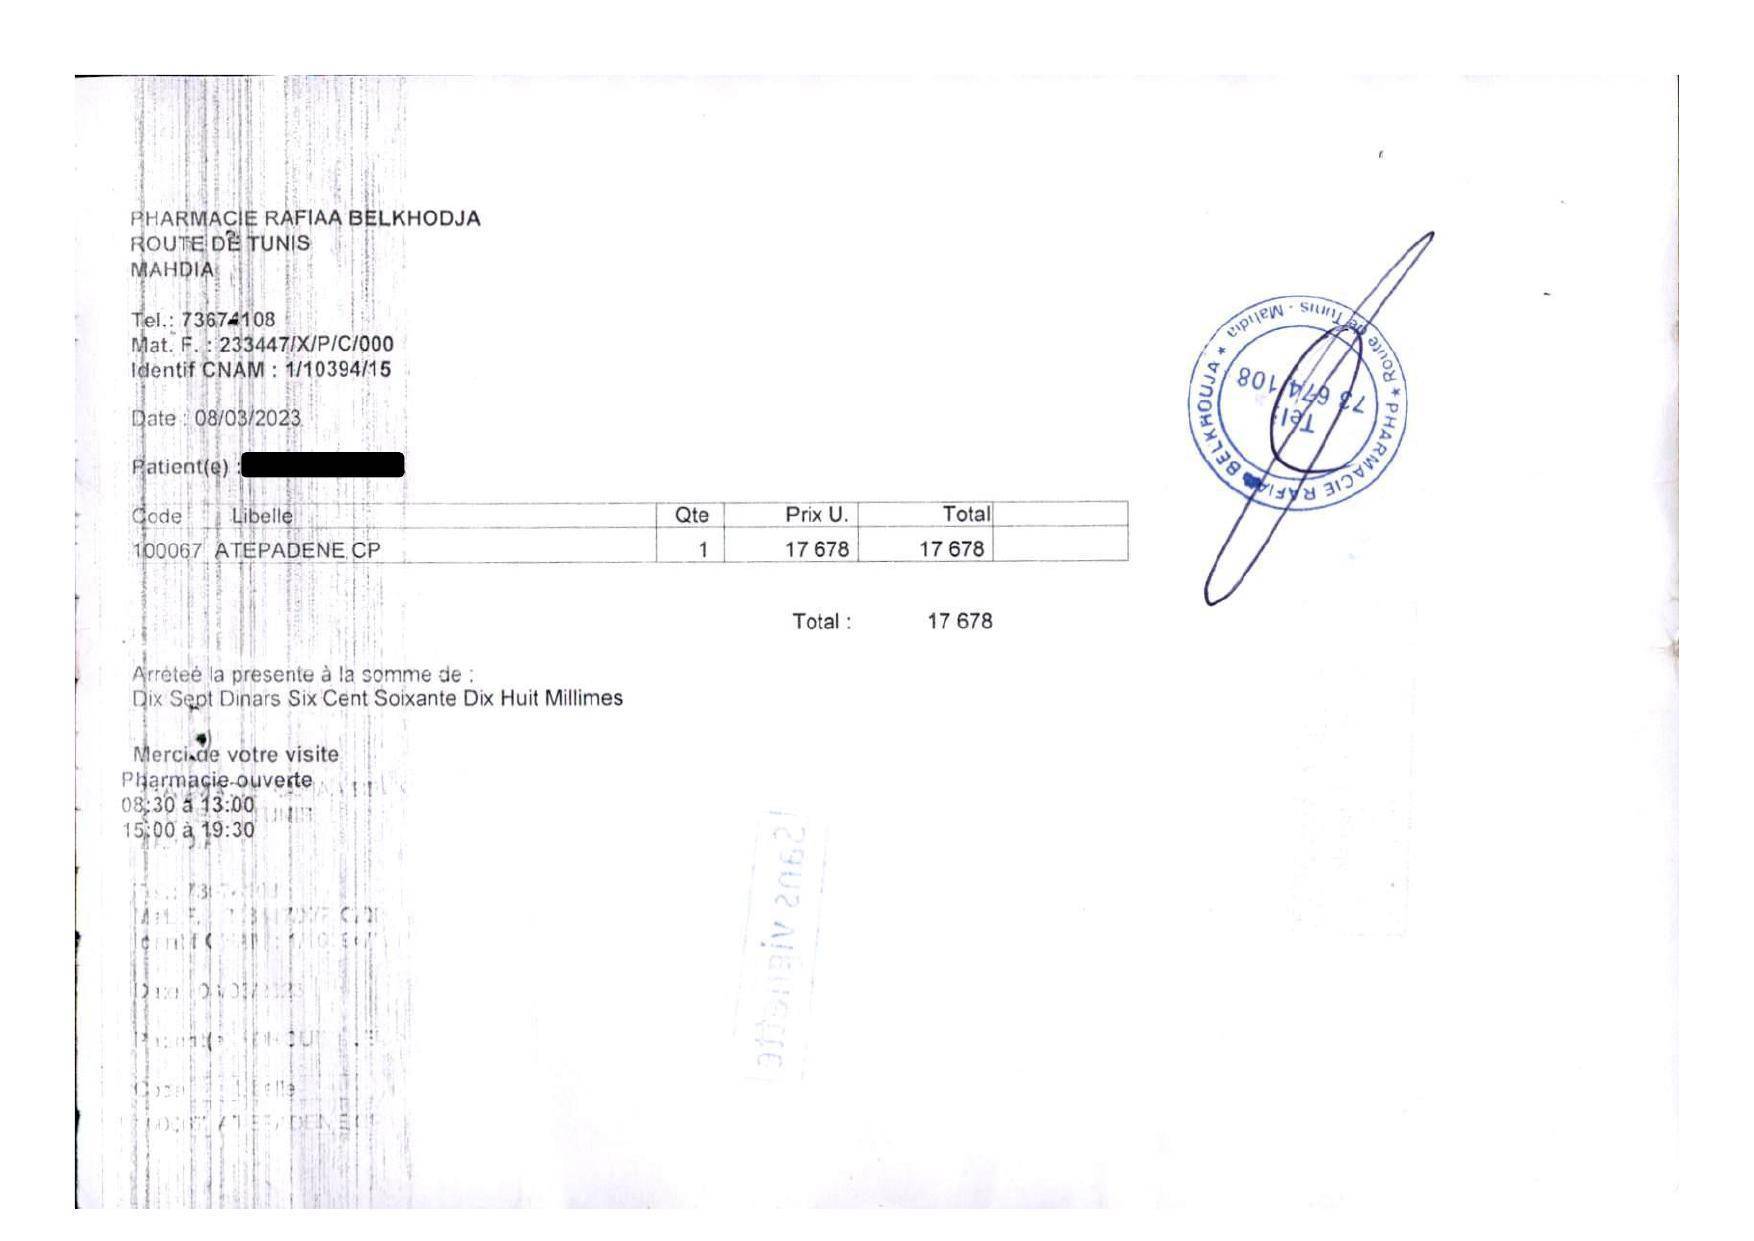 PHARMACIE RAFIAA BELKHODJA
ROUTE DE TUNIS
MAHDIA
Tel.: 73674108
Mat. F. : 233447/X/P/C/000
Identif CNAM : 1/10394/15
Date : 08/03/2023
Patient(e) :
Code Libelle Qte Prix U. Total
100067 ATEPADENE CP 1 17 678 17 678
Total : 17 678
Arrêteé la presente à la somme de :
Dix Sept Dinars Six Cent Soixante Dix Huit Millimes
Merci de votre visite
Pharmacie ouverte
08:30 à 13:00
15:00 à 19:30
PHARMACIE RAFIAA BELKHOUJA
Route de Tunis - Mahdia
Tel:
73 674 108
Sans vignette